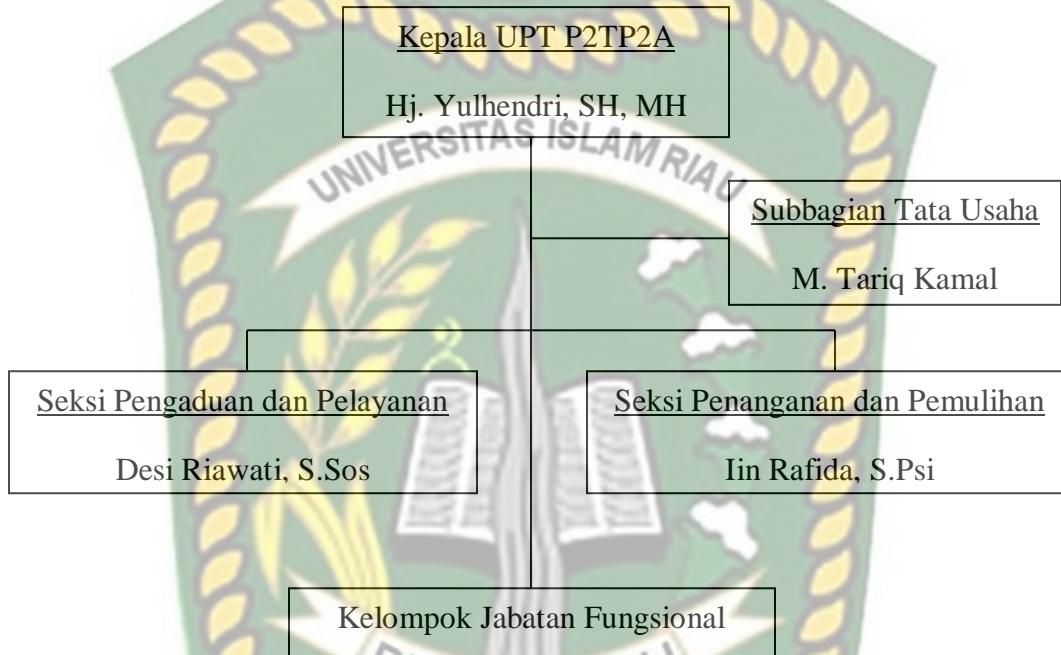 Kepala UPT P2TP2A
Hj. Yulhendri, SH, MH
UNIVERSITAS ISLAM RIAU
Subbagian Tata Usaha
M. Tariq Kamal
Seksi Pengaduan dan Pelayanan
Desi Riawati, S.Sos
Seksi Penanganan dan Pemulihan
Iin Rafida, S.Psi
Kelompok Jabatan Fungsional